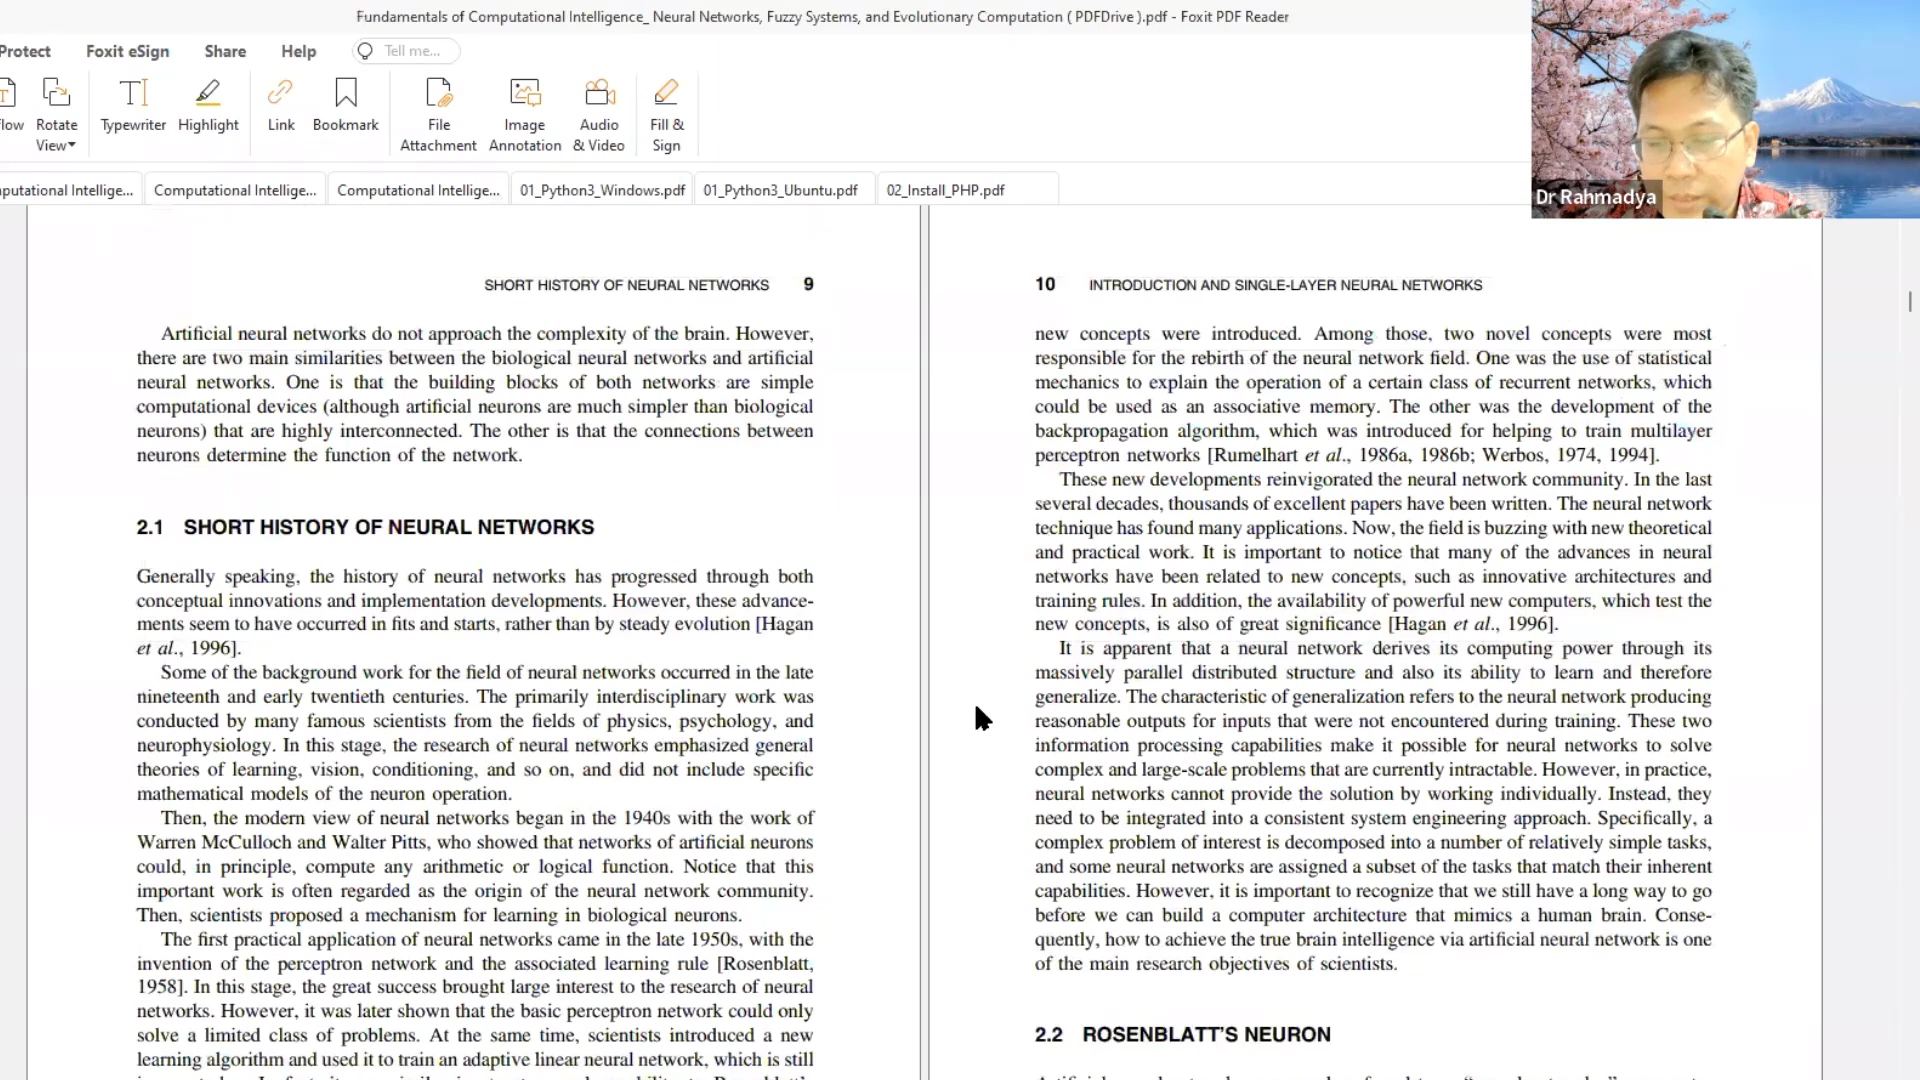 Fundamentals of Computational Intelligence_ Neural Networks, Fuzzy Systems, and Evolutionary Computation ( PDFDrive ).pdf - Foxit PDF Reader
Protect Foxit eSign Share Help Tell me...
Rotate View Typewriter Highlight Link Bookmark File Attachment Image Annotation Audio & Video Fill & Sign
Dr Rahmadya
putational Intellige... Computational Intellige... Computational Intellige... 01_Python3_Windows.pdf 01_Python3_Ubuntu.pdf 02_Install_PHP.pdf
SHORT HISTORY OF NEURAL NETWORKS 9
Artificial neural networks do not approach the complexity of the brain. However,
there are two main similarities between the biological neural networks and artificial
neural networks. One is that the building blocks of both networks are simple
computational devices (although artificial neurons are much simpler than biological
neurons) that are highly interconnected. The other is that the connections between
neurons determine the function of the network.
2.1 SHORT HISTORY OF NEURAL NETWORKS
Generally speaking, the history of neural networks has progressed through both
conceptual innovations and implementation developments. However, these advance-
ments seem to have occurred in fits and starts, rather than by steady evolution [Hagan
et al., 1996].
Some of the background work for the field of neural networks occurred in the late
nineteenth and early twentieth centuries. The primarily interdisciplinary work was
conducted by many famous scientists from the fields of physics, psychology, and
neurophysiology. In this stage, the research of neural networks emphasized general
theories of learning, vision, conditioning, and so on, and did not include specific
mathematical models of the neuron operation.
Then, the modern view of neural networks began in the 1940s with the work of
Warren McCulloch and Walter Pitts, who showed that networks of artificial neurons
could, in principle, compute any arithmetic or logical function. Notice that this
important work is often regarded as the origin of the neural network community.
Then, scientists proposed a mechanism for learning in biological neurons.
The first practical application of neural networks came in the late 1950s, with the
invention of the perceptron network and the associated learning rule [Rosenblatt,
1958]. In this stage, the great success brought large interest to the research of neural
networks. However, it was later shown that the basic perceptron network could only
solve a limited class of problems. At the same time, scientists introduced a new
learning algorithm and used it to train an adaptive linear neural network, which is still
10 INTRODUCTION AND SINGLE-LAYER NEURAL NETWORKS
new concepts were introduced. Among those, two novel concepts were most
responsible for the rebirth of the neural network field. One was the use of statistical
mechanics to explain the operation of a certain class of recurrent networks, which
could be used as an associative memory. The other was the development of the
backpropagation algorithm, which was introduced for helping to train multilayer
perceptron networks [Rumelhart et al., 1986a, 1986b; Werbos, 1974, 1994].
These new developments reinvigorated the neural network community. In the last
several decades, thousands of excellent papers have been written. The neural network
technique has found many applications. Now, the field is buzzing with new theoretical
and practical work. It is important to notice that many of the advances in neural
networks have been related to new concepts, such as innovative architectures and
training rules. In addition, the availability of powerful new computers, which test the
new concepts, is also of great significance [Hagan et al., 1996].
It is apparent that a neural network derives its computing power through its
massively parallel distributed structure and also its ability to learn and therefore
generalize. The characteristic of generalization refers to the neural network producing
reasonable outputs for inputs that were not encountered during training. These two
information processing capabilities make it possible for neural networks to solve
complex and large-scale problems that are currently intractable. However, in practice,
neural networks cannot provide the solution by working individually. Instead, they
need to be integrated into a consistent system engineering approach. Specifically, a
complex problem of interest is decomposed into a number of relatively simple tasks,
and some neural networks are assigned a subset of the tasks that match their inherent
capabilities. However, it is important to recognize that we still have a long way to go
before we can build a computer architecture that mimics a human brain. Conse-
quently, how to achieve the true brain intelligence via artificial neural network is one
of the main research objectives of scientists.
2.2 ROSENBLATT'S NEURON